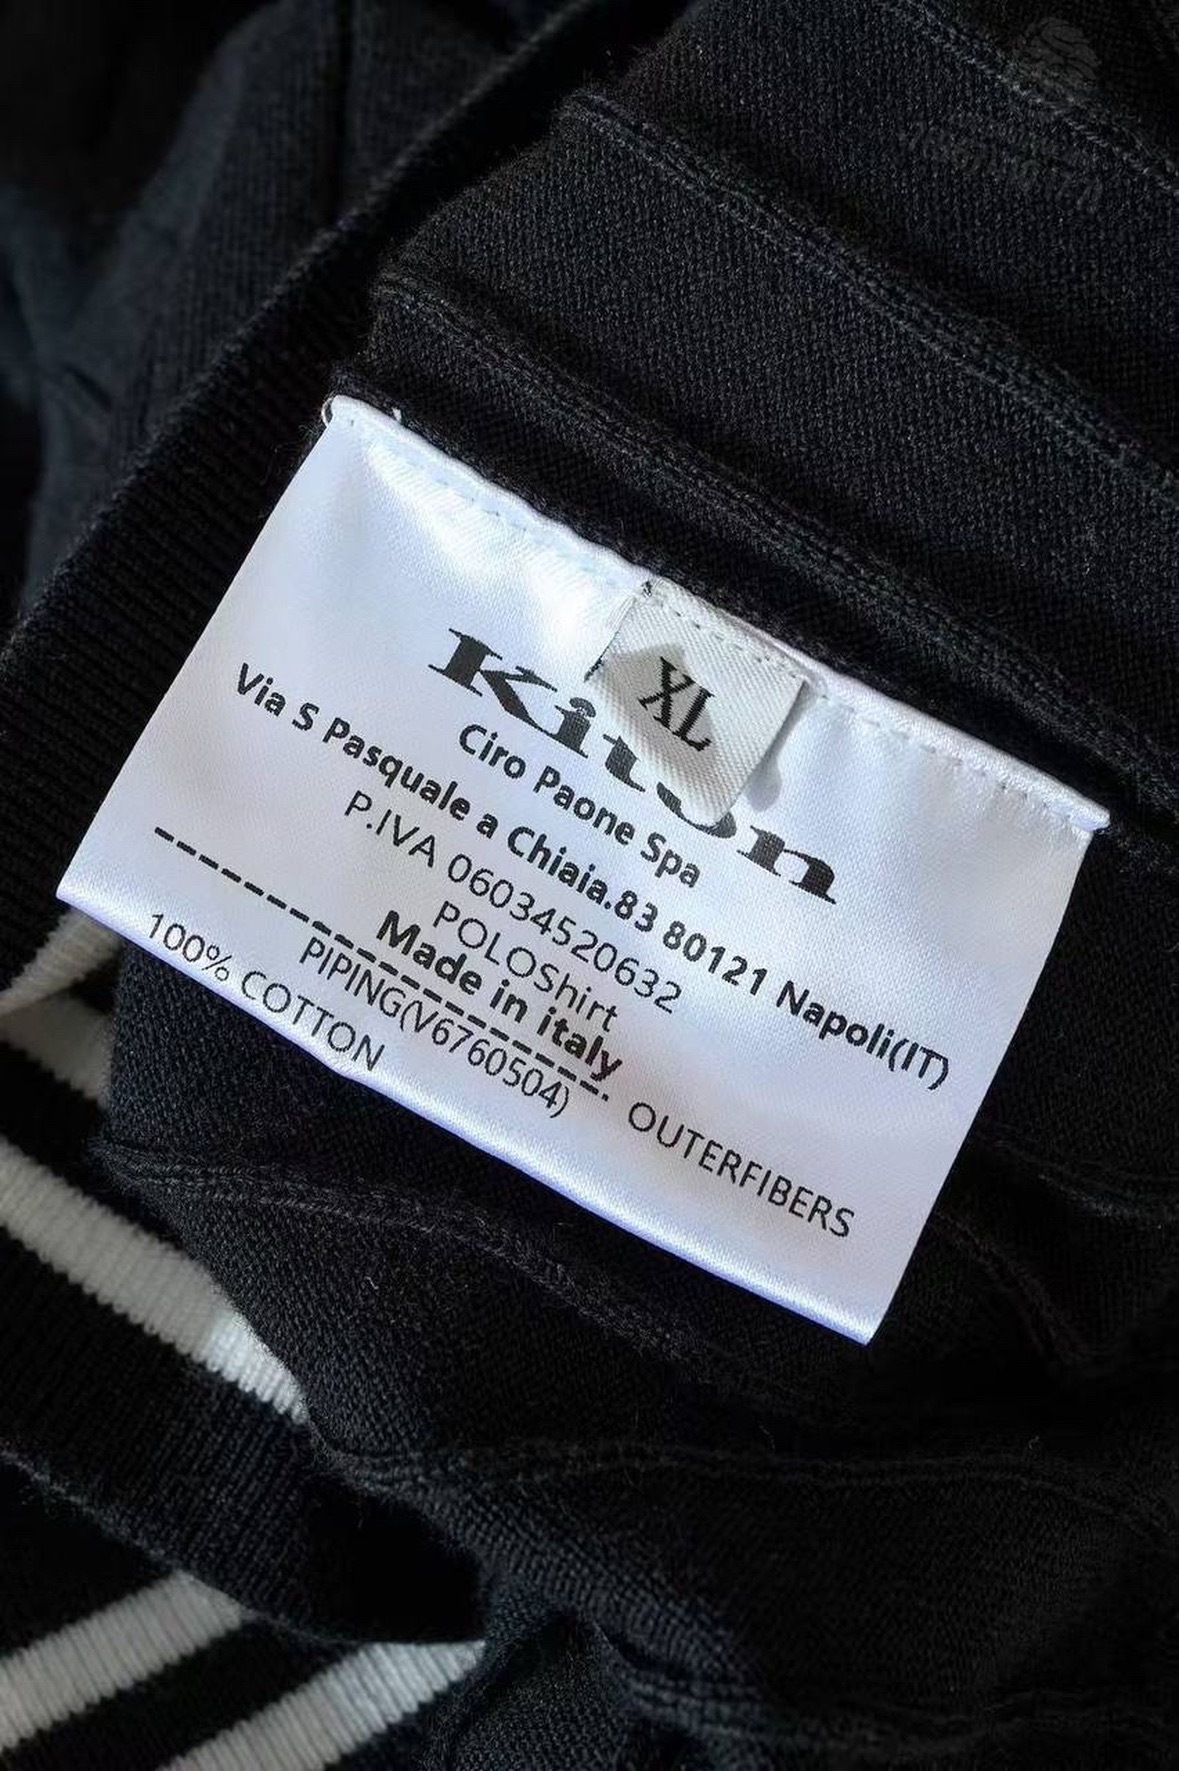 XL
Kiton
Ciro Paone Spa
Via S Pasquale a Chiaia.83 80121 Napoli(IT)
P.IVA 06034520632
POLOShirt
Made in italy
PIPING(V6760504) OUTERFIBERS
100% COTTON